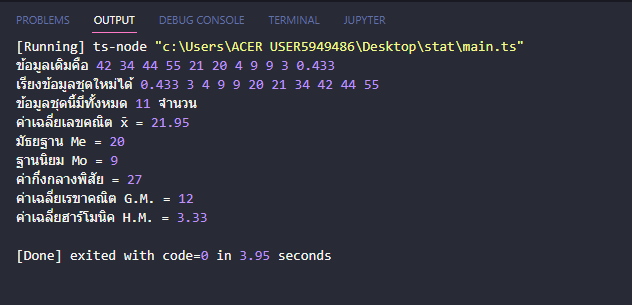 PROBLEMS OUTPUT DEBUG CONSOLE TERMINAL JUPYTER
[Running] ts-node "c:\Users\ACER USER5949486\Desktop\stat\main.ts"
ข้อมูลเดิมคือ 42 34 44 55 21 20 4 9 9 3 0.433
เรียงข้อมูลชุดใหม่ได้ 0.433 3 4 9 9 20 21 34 42 44 55
ข้อมูลชุดนี้มีทั้งหมด 11 จำนวน
ค่าเฉลี่ยเลขคณิต x̄ = 21.95
มัธยฐาน Me = 20
ฐานนิยม Mo = 9
ค่ากึ่งกลางพิสัย = 27
ค่าเฉลี่ยเรขาคณิต G.M. = 12
ค่าเฉลี่ยฮาร์โมนิค H.M. = 3.33
[Done] exited with code=0 in 3.95 seconds